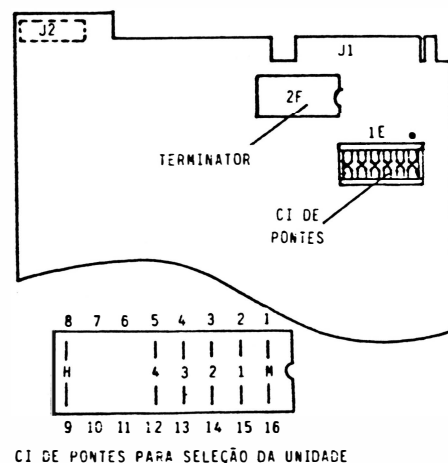 J2
J1
2F
1E
TERMINATOR
CI DE
PONTES
8 7 6 5 4 3 2 1
H 4 3 2 1 M
9 10 11 12 13 14 15 16
CI DE PONTES PARA SELEÇÃO DA UNIDADE